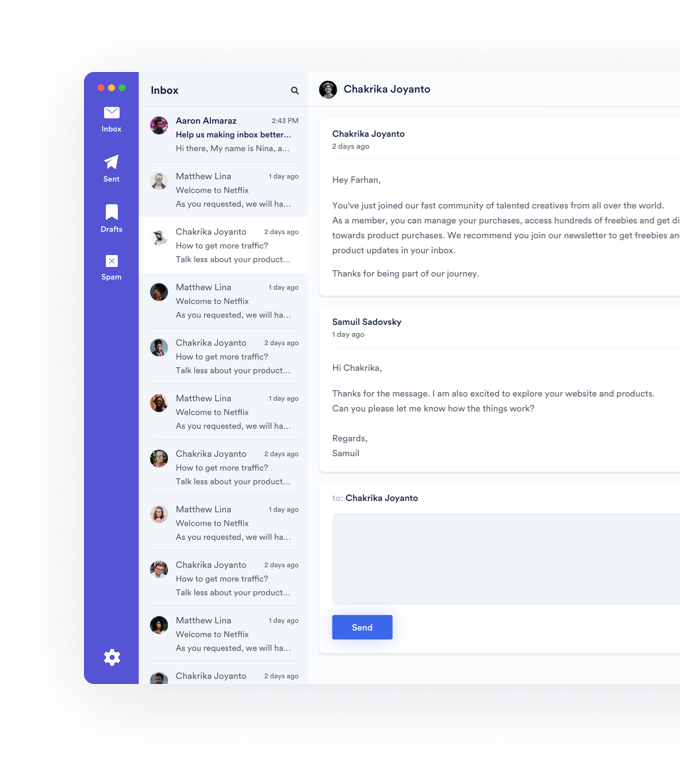 Inbox
Sent
Drafts
Spam
Inbox
Aaron Almaraz 2:43 PM
Help us making inbox better...
Hi there, My name is Nina, a...
Matthew Lina 1 day ago
Welcome to Netflix
As you requested, we will ha...
Chakrika Joyanto 2 days ago
How to get more traffic?
Talk less about your product...
Matthew Lina 1 day ago
Welcome to Netflix
As you requested, we will ha...
Chakrika Joyanto 2 days ago
How to get more traffic?
Talk less about your product...
Matthew Lina 1 day ago
Welcome to Netflix
As you requested, we will ha...
Chakrika Joyanto 2 days ago
How to get more traffic?
Talk less about your product...
Matthew Lina 1 day ago
Welcome to Netflix
As you requested, we will ha...
Chakrika Joyanto 2 days ago
How to get more traffic?
Talk less about your product...
Matthew Lina 1 day ago
Welcome to Netflix
As you requested, we will ha...
Chakrika Joyanto 2 days ago
Chakrika Joyanto
Chakrika Joyanto
2 days ago
Hey Farhan,
You've just joined our fast community of talented creatives from all over the world.
As a member, you can manage your purchases, access hundreds of freebies and get di
towards product purchases. We recommend you join our newsletter to get freebies an
product updates in your inbox.
Thanks for being part of our journey.
Samuil Sadovsky
1 day ago
Hi Chakrika,
Thanks for the message. I am also excited to explore your website and products.
Can you please let me know how the things work?
Regards,
Samuil
to: Chakrika Joyanto
Send